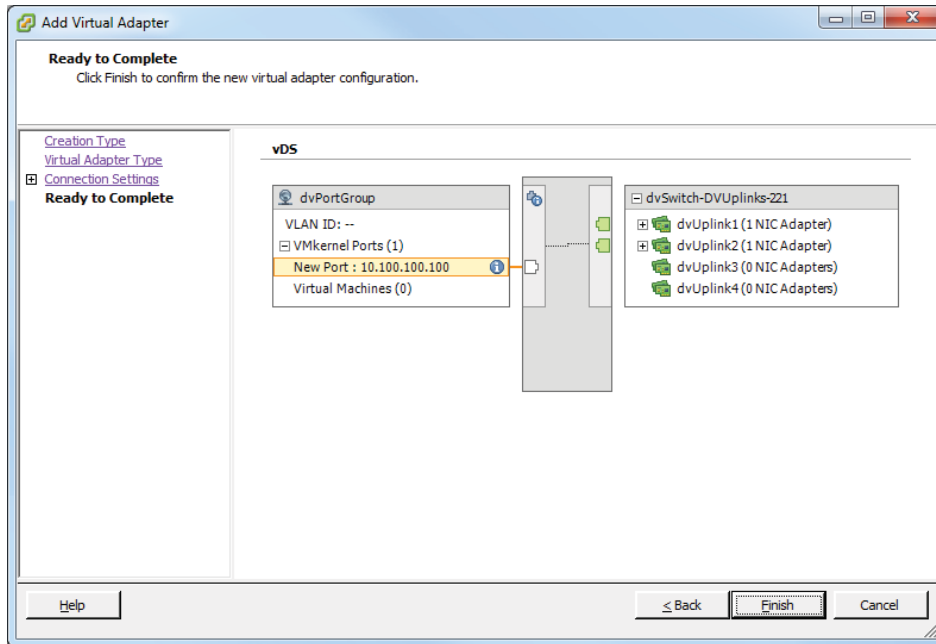 Add Virtual Adapter
Ready to Complete
Click Finish to confirm the new virtual adapter configuration.
Creation Type
Virtual Adapter Type
Connection Settings
Ready to Complete
vDS
dvPortGroup
VLAN ID: --
VMkernel Ports (1)
New Port : 10.100.100.100
Virtual Machines (0)
dvSwitch-DVUplinks-221
dvUplink1 (1 NIC Adapter)
dvUplink2 (1 NIC Adapter)
dvUplink3 (0 NIC Adapters)
dvUplink4 (0 NIC Adapters)
Help
< Back
Finish
Cancel